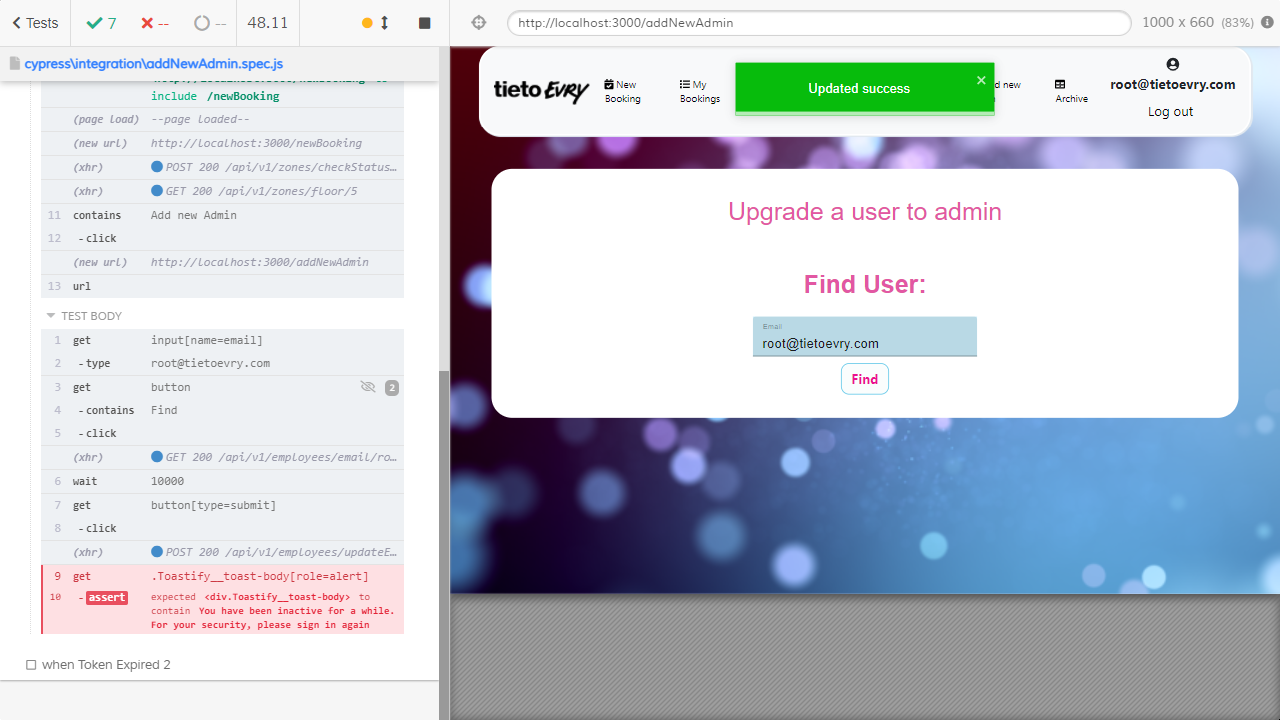 Tests
7
--
--
48.11
http://localhost:3000/addNewAdmin
1000 x 660 (83%)
cypress\integration\addNewAdmin.spec.js
include /newBooking
(page load) --page loaded--
(new url) http://localhost:3000/newBooking
(xhr) POST 200 /api/v1/zones/checkStatus…
(xhr) GET 200 /api/v1/zones/floor/5
11 contains Add new Admin
12 -click
(new url) http://localhost:3000/addNewAdmin
13 url
TEST BODY
1 get input[name=email]
2 -type root@tietoevry.com
3 get button 2
4 -contains Find
5 -click
(xhr) GET 200 /api/v1/employees/email/ro…
6 wait 10000
7 get button[type=submit]
8 -click
(xhr) POST 200 /api/v1/employees/updateE…
9 get .Toastify__toast-body[role=alert]
10 -assert expected <div.Toastify__toast-body> to
contain You have been inactive for a while.
For your security, please sign in again
when Token Expired 2
tieto Evry
New
Booking
My
Bookings
Updated success
×
d new
Archive
root@tietoevry.com
Log out
Upgrade a user to admin
Find User:
Email
root@tietoevry.com
Find